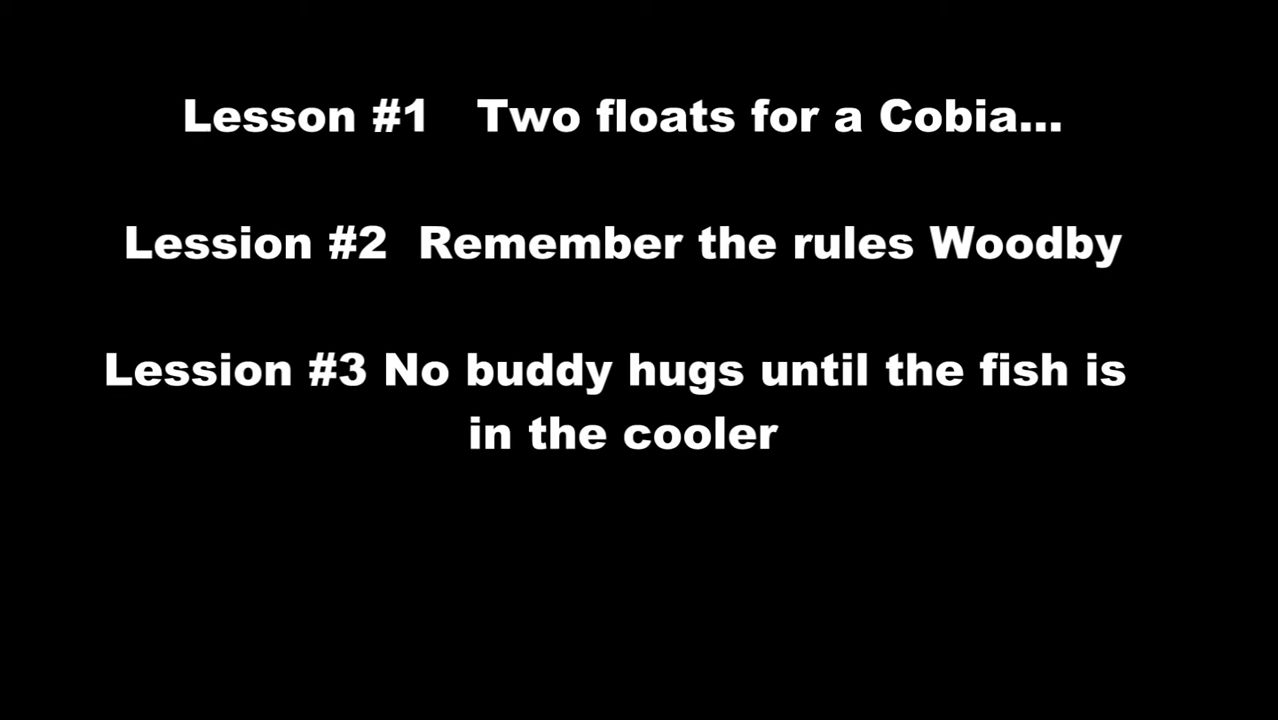 Lesson #1 Two floats for a Cobia...
Lession #2 Remember the rules Woodby
Lession #3 No buddy hugs until the fish is
in the cooler